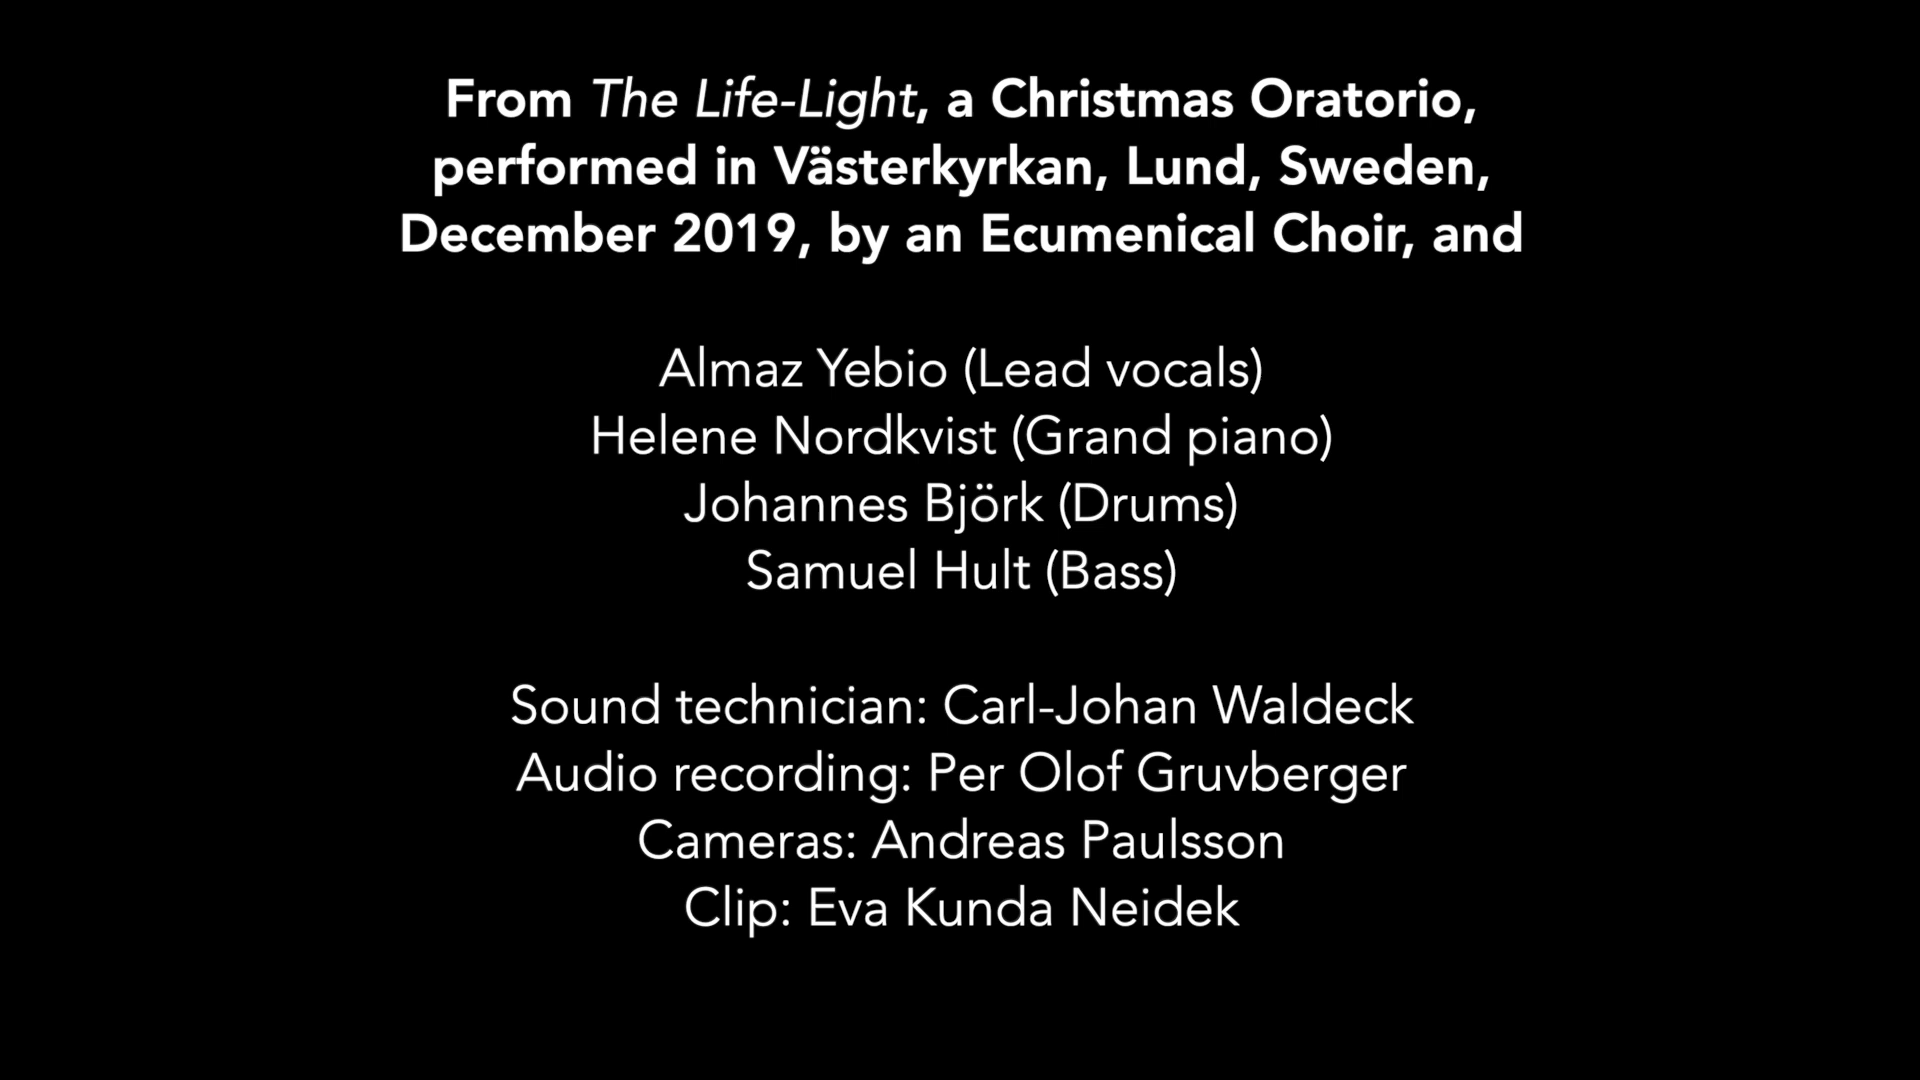 From The Life-Light, a Christmas Oratorio,
performed in Västerkyrkan, Lund, Sweden,
December 2019, by an Ecumenical Choir, and
Almaz Yebio (Lead vocals)
Helene Nordkvist (Grand piano)
Johannes Björk (Drums)
Samuel Hult (Bass)
Sound technician: Carl-Johan Waldeck
Audio recording: Per Olof Gruvberger
Cameras: Andreas Paulsson
Clip: Eva Kunda Neidek